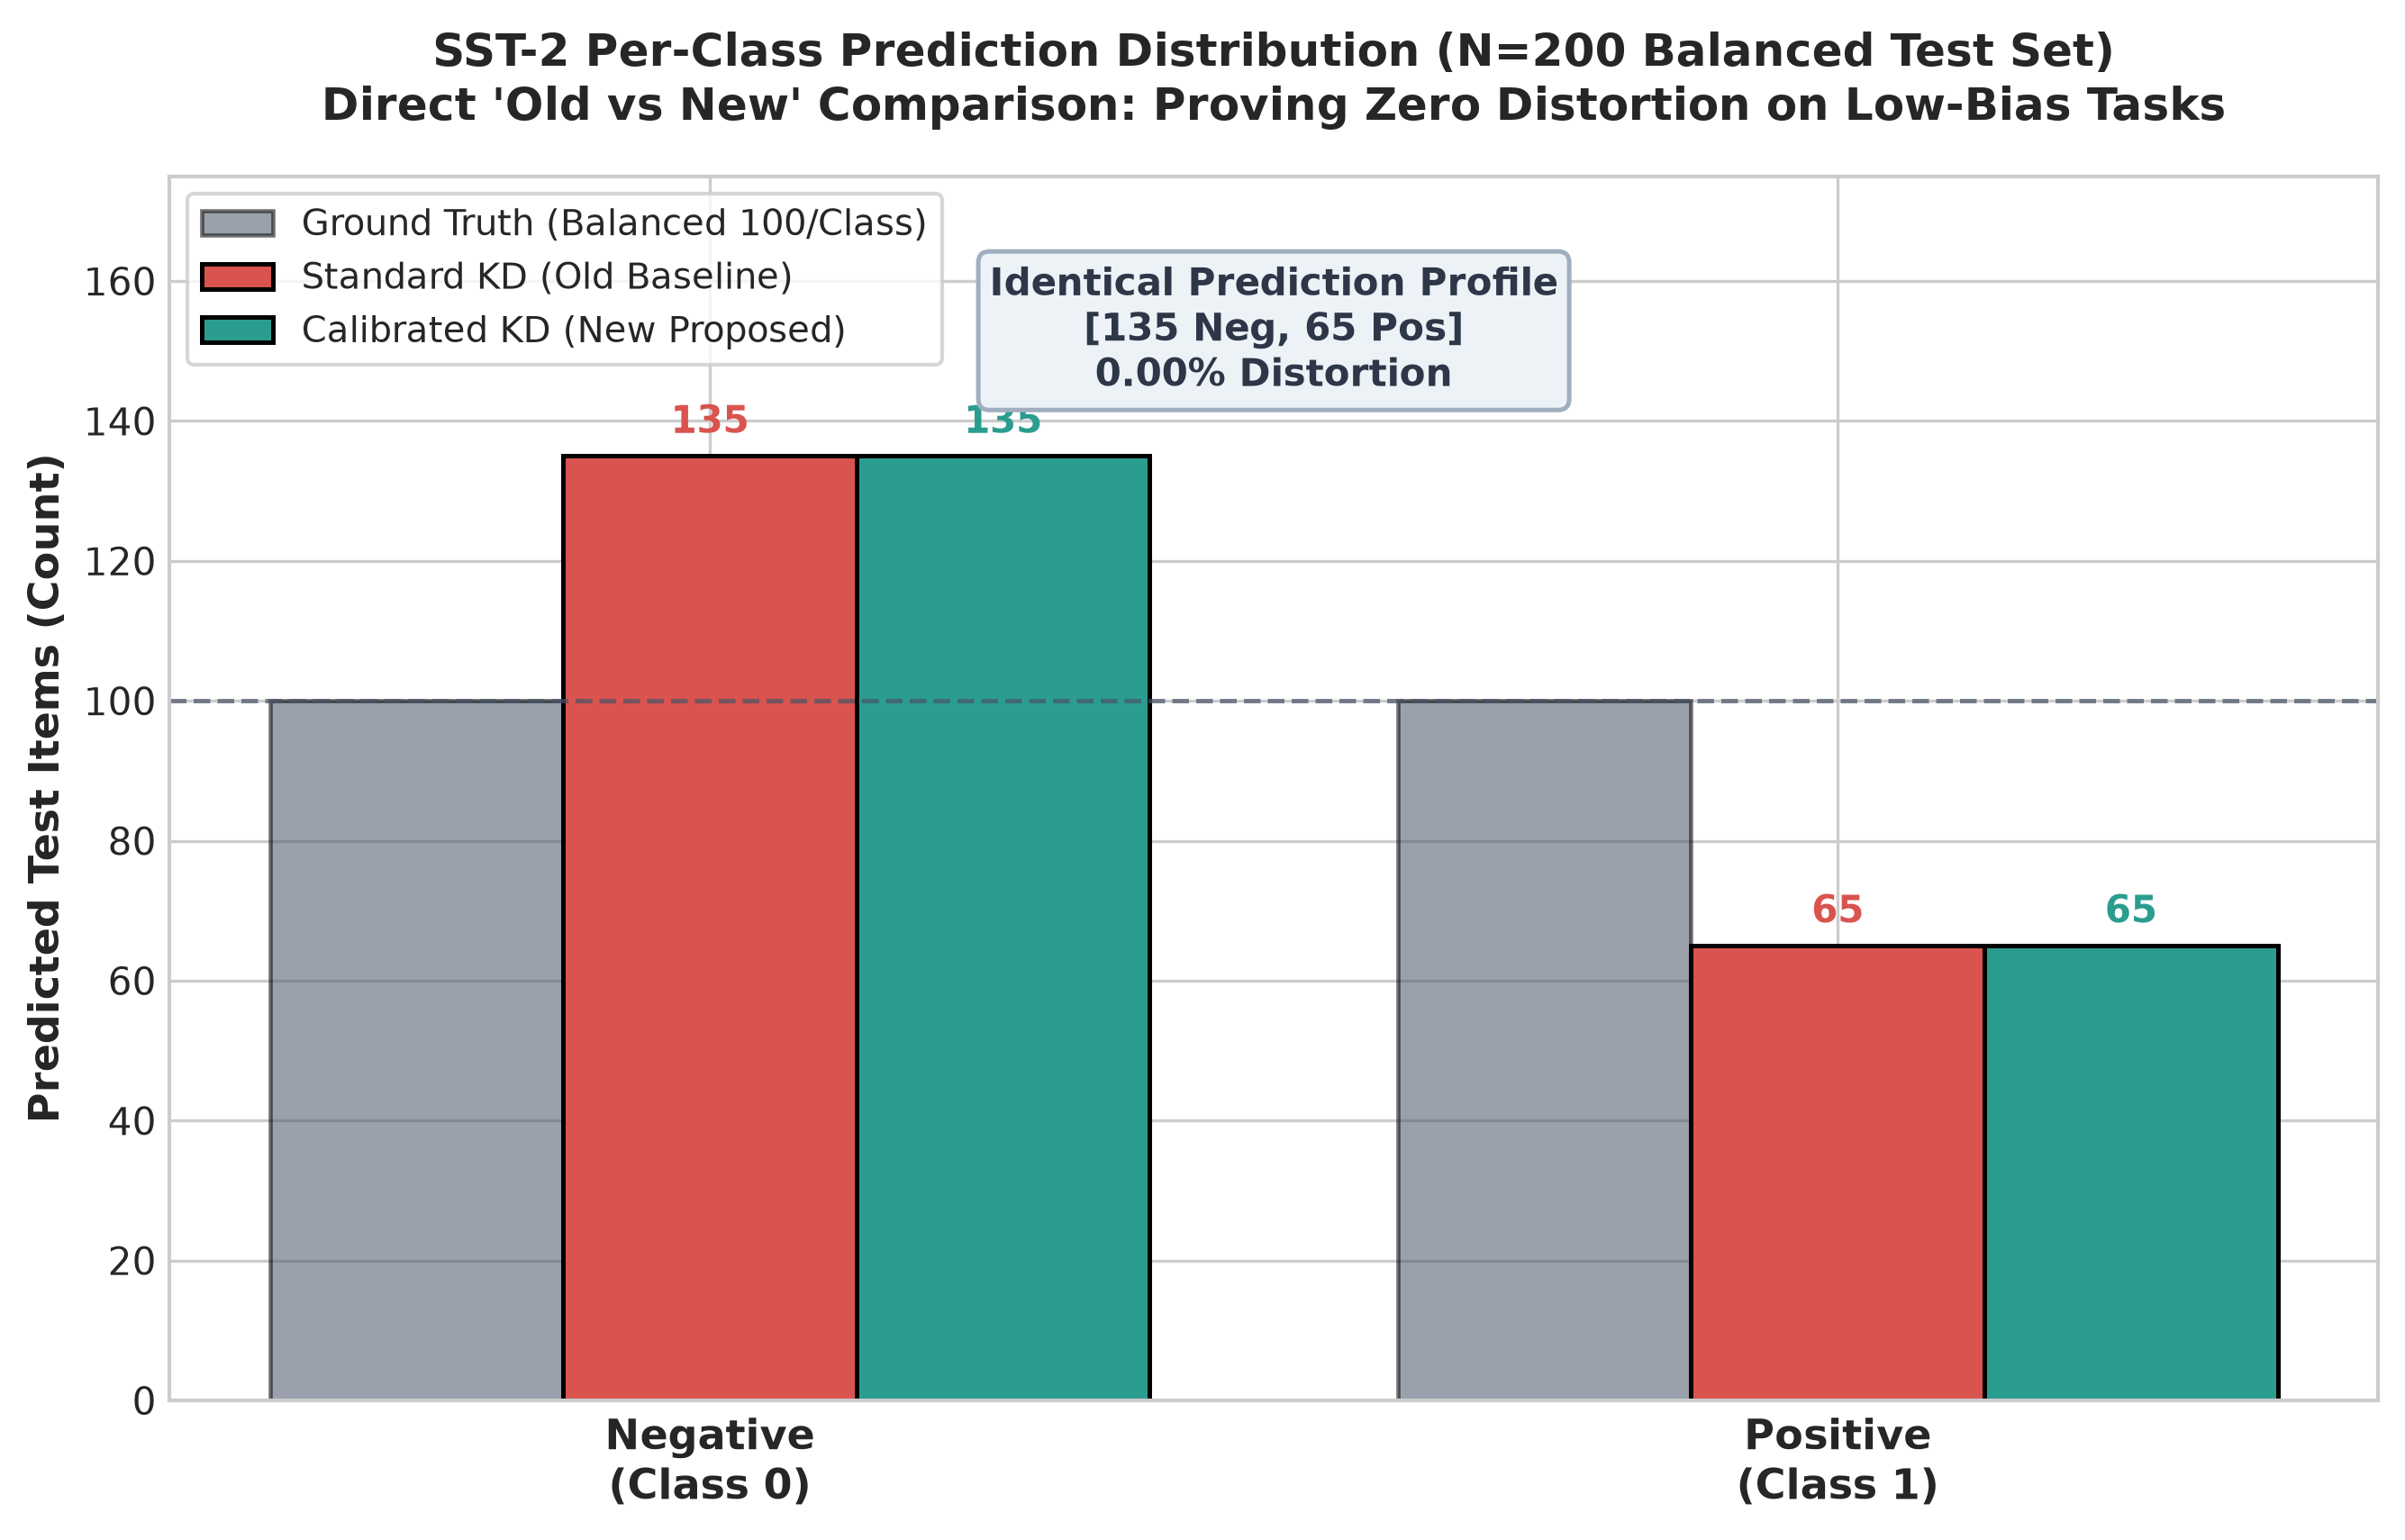 SST-2 Per-Class Prediction Distribution (N=200 Balanced Test Set)
Direct 'Old vs New' Comparison: Proving Zero Distortion on Low-Bias Tasks
Ground Truth (Balanced 100/Class)
Standard KD (Old Baseline)
Calibrated KD (New Proposed)
Identical Prediction Profile
[135 Neg, 65 Pos]
0.00% Distortion
Predicted Test Items (Count)
160
140
120
100
80
60
40
20
0
135
135
65
65
Negative
(Class 0)
Positive
(Class 1)